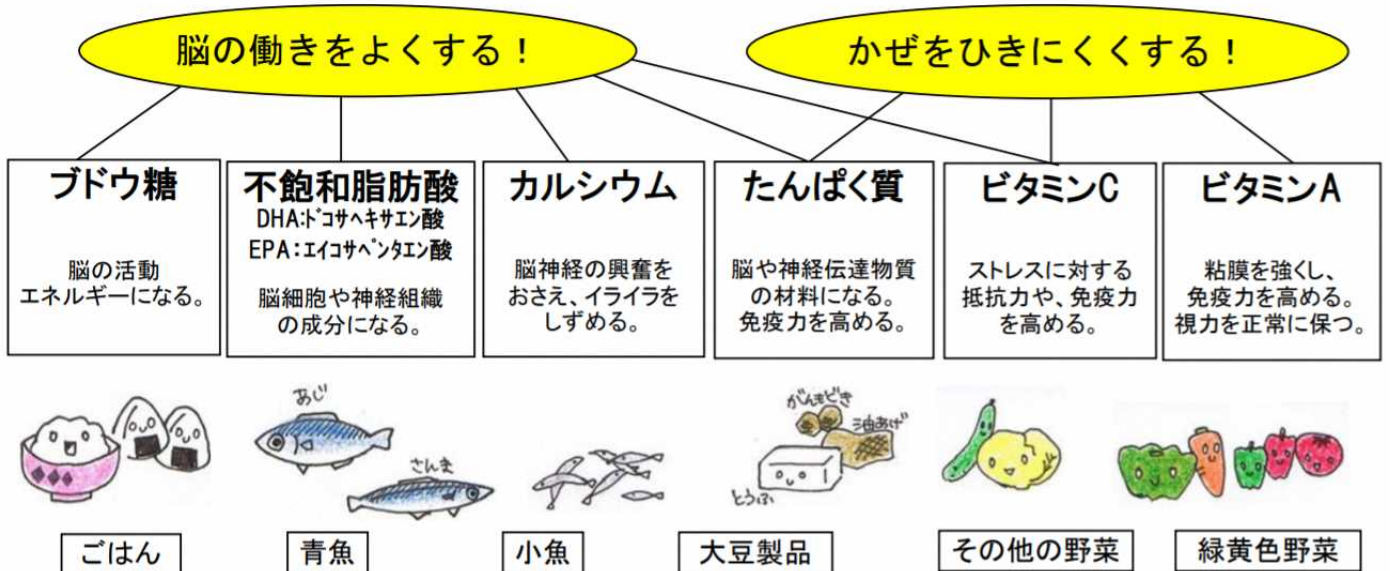 脳の働きをよくする！
かぜをひきにくくする！
ブドウ糖
脳の活動
エネルギーになる。
不飽和脂肪酸
DHA:ﾄﾞｺｻﾍｷｻｴﾝ酸
EPA：ｴｲｺｻﾍﾟﾝﾀｴﾝ酸
脳細胞や神経組織
の成分になる。
カルシウム
脳神経の興奮を
おさえ、イライラを
しずめる。
たんぱく質
脳や神経伝達物質
の材料になる。
免疫力を高める。
ビタミンC
ストレスに対する
抵抗力や、免疫力
を高める。
ビタミンA
粘膜を強くし、
免疫力を高める。
視力を正常に保つ。
あじ
さんま
がんもどき
油あげ
とうふ
ごはん
青魚
小魚
大豆製品
その他の野菜
緑黄色野菜